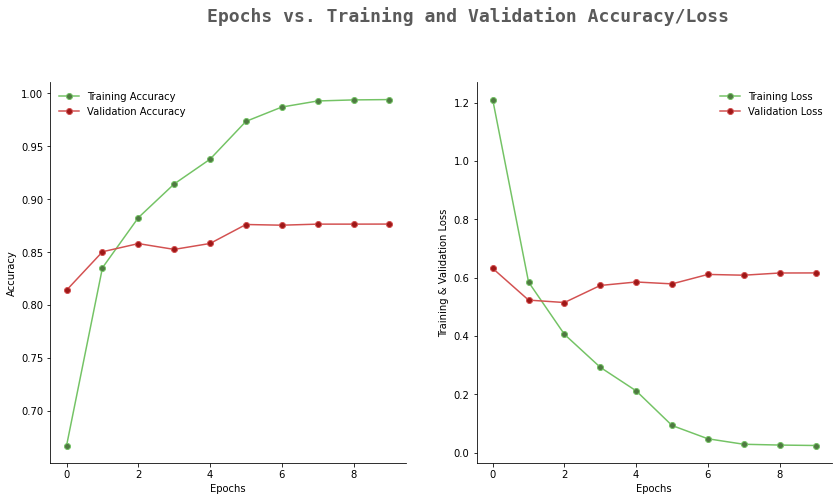 Epochs vs. Training and Validation Accuracy/Loss
Training Accuracy
Validation Accuracy
1.00
0.95
0.90
0.85
0.80
0.75
0.70
Accuracy
0
2
4
6
8
Epochs
Training Loss
Validation Loss
1.2
1.0
0.8
0.6
0.4
0.2
0.0
Training & Validation Loss
0
2
4
6
8
Epochs